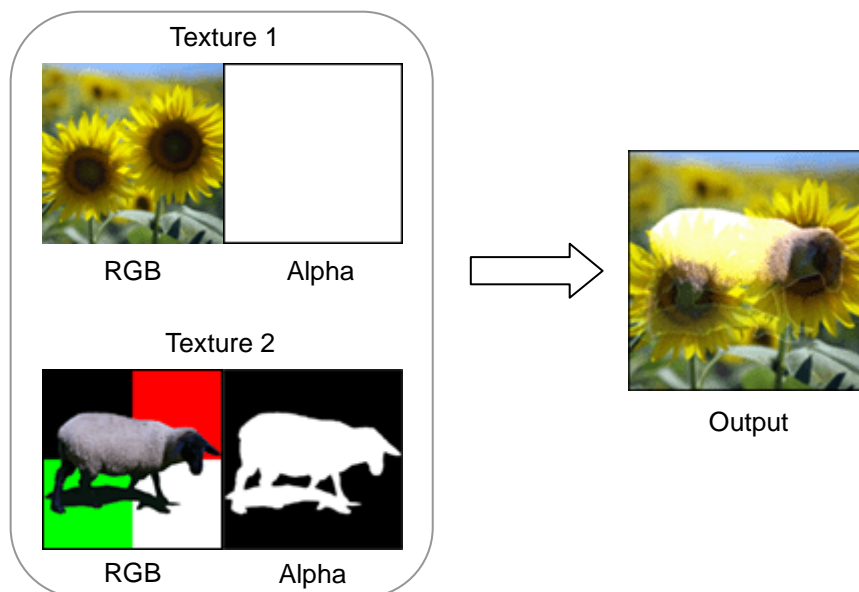 Texture 1
RGB
Alpha
Texture 2
RGB
Alpha
Output